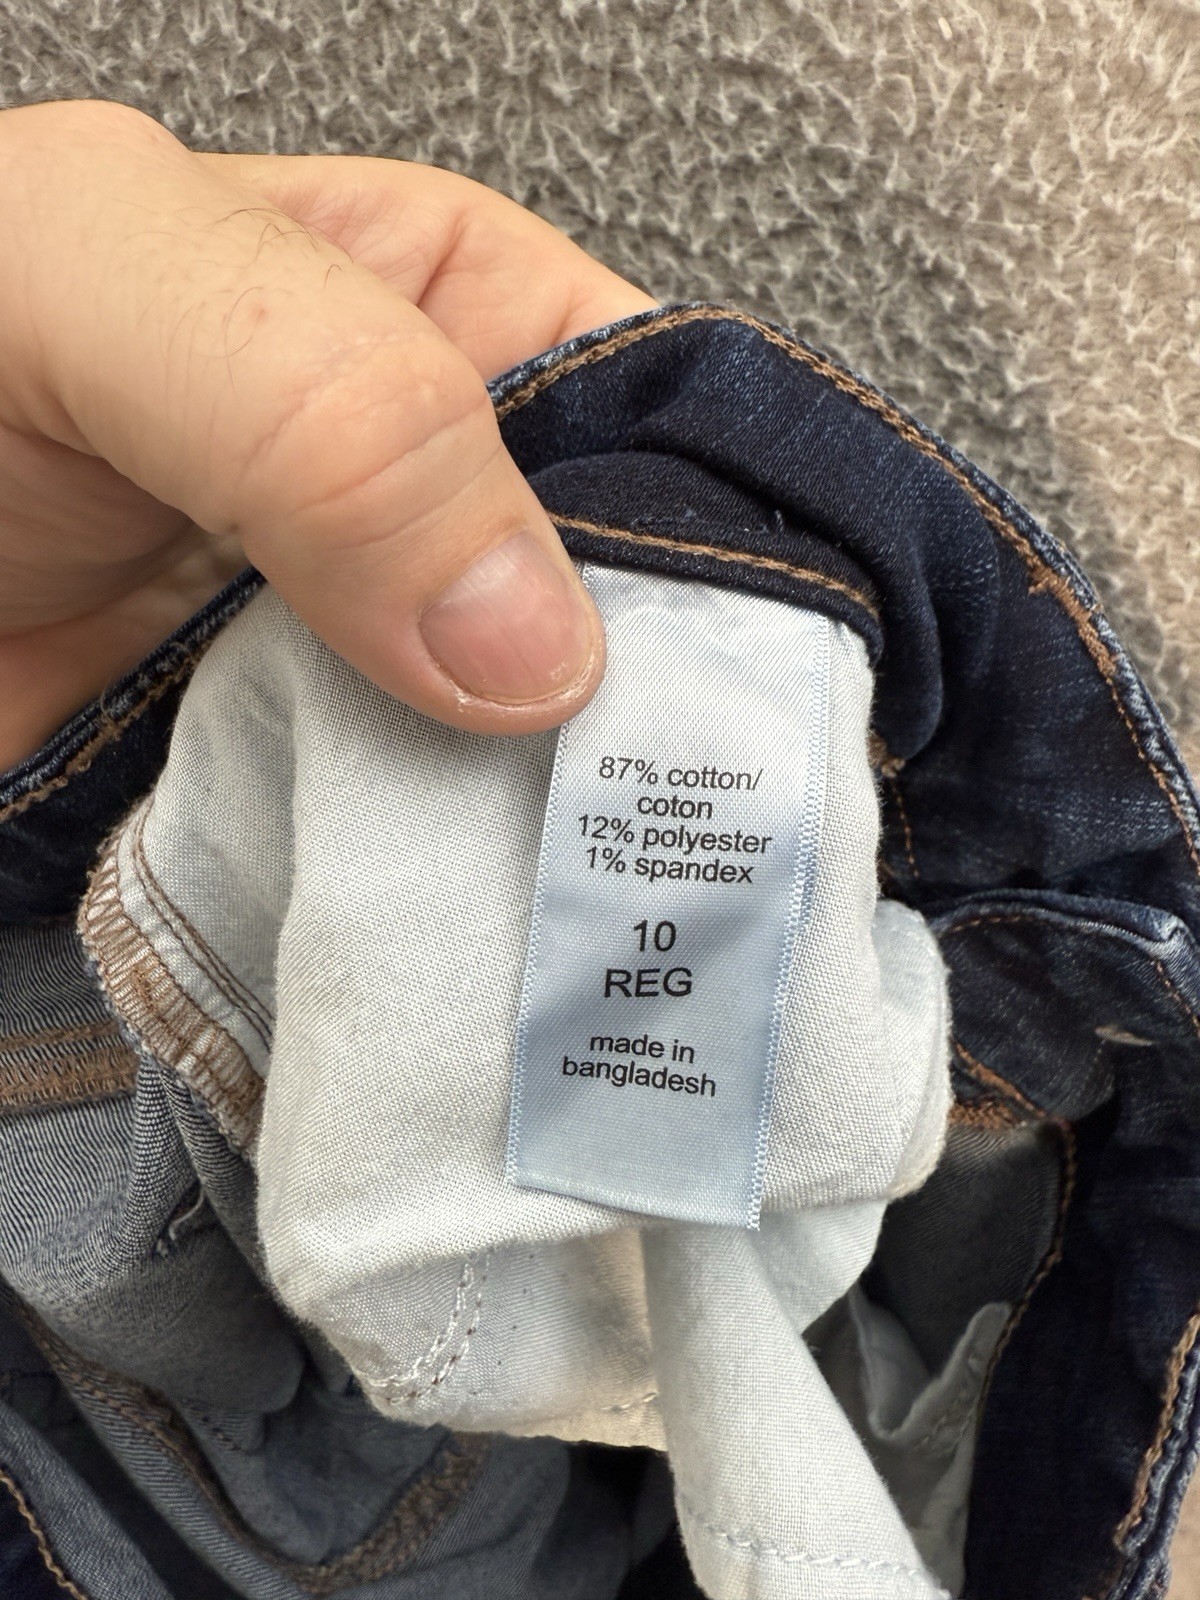 87% cotton/
coton
12% polyester
1% spandex
10
REG
made in
bangladesh